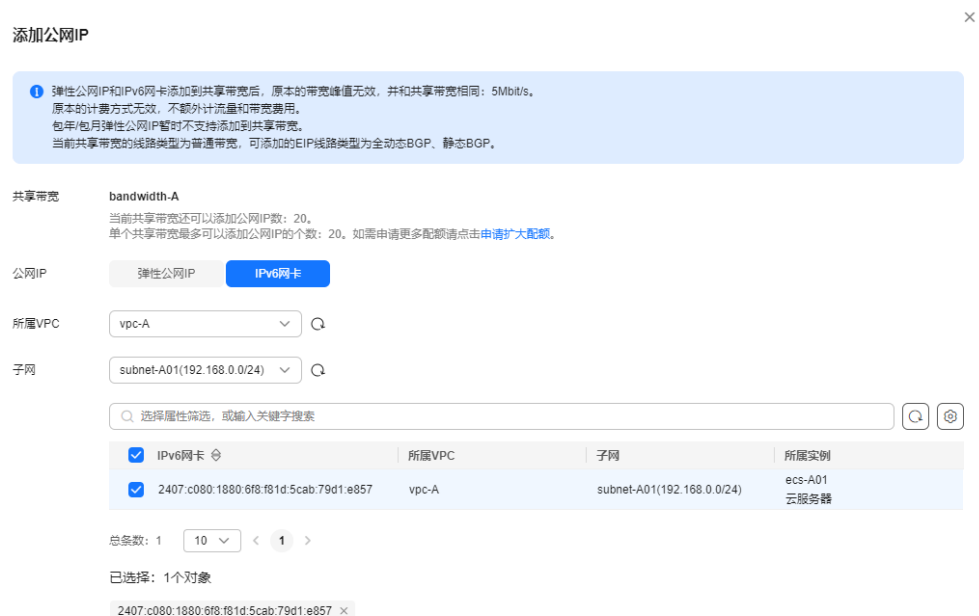 添加公网IP
弹性公网IP和IPv6网卡添加到共享带宽后，原本的带宽峰值无效，并和共享带宽相同：5Mbit/s。
原本的计费方式无效，不额外计流量和带宽费用。
包年/包月弹性公网IP暂时不支持添加到共享带宽。
当前共享带宽的线路类型为普通带宽，可添加的EIP线路类型为全动态BGP、静态BGP。
共享带宽 bandwidth-A
当前共享带宽还可以添加公网IP数：20。
单个共享带宽最多可以添加公网IP的个数：20。如需申请更多配额请点击申请扩大配额。
公网IP 弹性公网IP IPv6网卡
所属VPC vpc-A
子网 subnet-A01(192.168.0.0/24)
选择属性筛选，或输入关键字搜索
IPv6网卡 所属VPC 子网 所属实例
2407:c080:1880:6f8:f81d:5cab:79d1:e857 vpc-A subnet-A01(192.168.0.0/24) ecs-A01
云服务器
总条数：1 10 1
已选择：1个对象
2407:c080:1880:6f8:f81d:5cab:79d1:e857